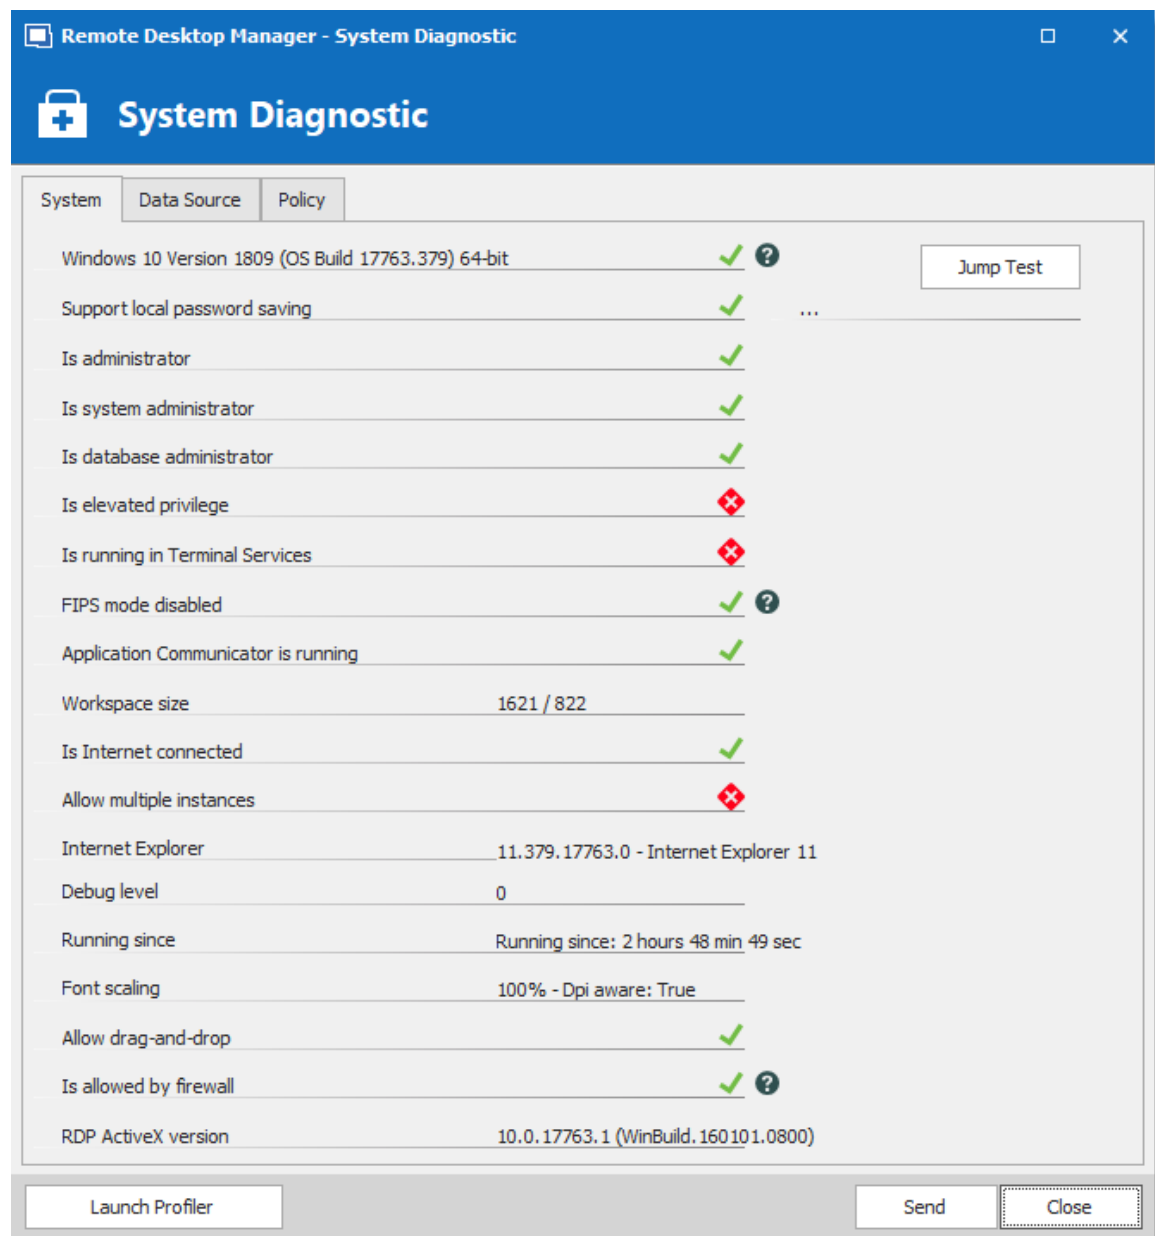 Remote Desktop Manager - System Diagnostic
System Diagnostic
System Data Source Policy
Windows 10 Version 1809 (OS Build 17763.379) 64-bit
Jump Test
Support local password saving
...
Is administrator
Is system administrator
Is database administrator
Is elevated privilege
Is running in Terminal Services
FIPS mode disabled
Application Communicator is running
Workspace size 1621 / 822
Is Internet connected
Allow multiple instances
Internet Explorer 11.379.17763.0 - Internet Explorer 11
Debug level 0
Running since Running since: 2 hours 48 min 49 sec
Font scaling 100% - Dpi aware: True
Allow drag-and-drop
Is allowed by firewall
RDP ActiveX version 10.0.17763.1 (WinBuild.160101.0800)
Launch Profiler Send Close